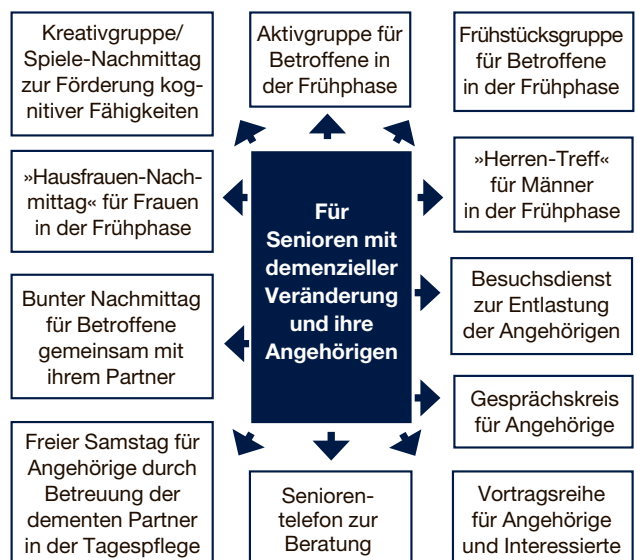 Kreativgruppe/
Spiele-Nachmittag
zur Förderung kog-
nitiver Fähigkeiten
Aktivgruppe für
Betroffene in
der Frühphase
Frühstücksgruppe
für Betroffene
in der Frühphase
»Hausfrauen-Nach-
mittag« für Frauen
in der Frühphase
Für
Senioren mit
demenzieller
Veränderung
und ihre
Angehörigen
»Herren-Treff«
für Männer
in der Frühphase
Bunter Nachmittag
für Betroffene
gemeinsam mit
ihrem Partner
Besuchsdienst
zur Entlastung
der Angehörigen
Gesprächskreis
für Angehörige
Freier Samstag für
Angehörige durch
Betreuung der
dementen Partner
in der Tagespflege
Senioren-
telefon zur
Beratung
Vortragsreihe
für Angehörige
und Interessierte